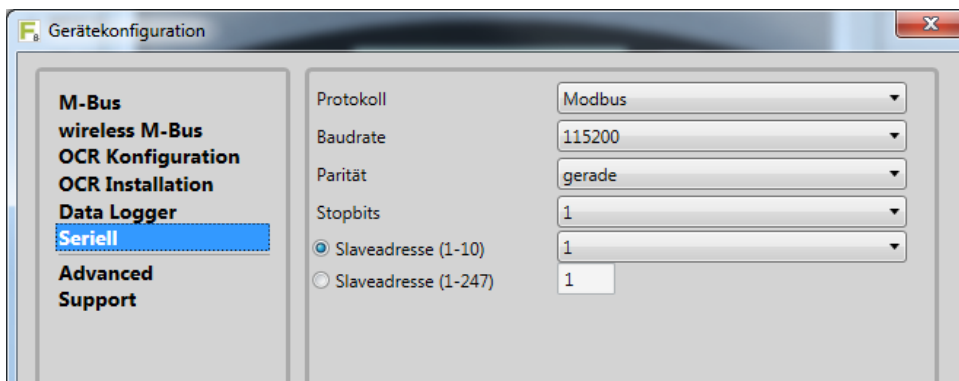 Gerätekonfiguration
M-Bus
wireless M-Bus
OCR Konfiguration
OCR Installation
Data Logger
Seriell
Advanced
Support
Protokoll Modbus
Baudrate 115200
Parität gerade
Stopbits 1
Slaveadresse (1-10) 1
Slaveadresse (1-247) 1